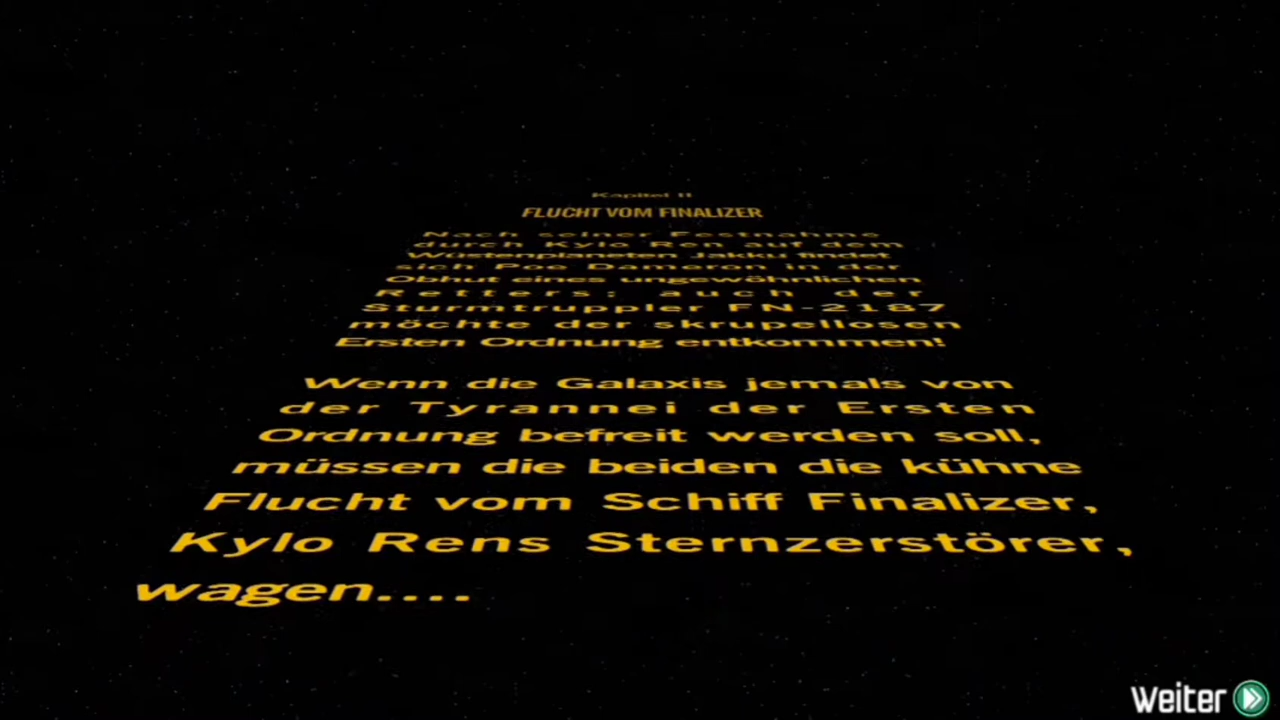 Kapitel II
FLUCHT VOM FINALIZER
Nach seiner Festnahme
durch Kylo Ren auf dem
Wüstenplaneten Jakku findet
sich Poe Dameron in der
Obhut eines ungewöhnlichen
Retters; auch der
Sturmtruppler FN-2187
möchte der skrupellosen
Ersten Ordnung entkommen!
Wenn die Galaxis jemals von
der Tyrannei der Ersten
Ordnung befreit werden soll,
müssen die beiden die kühne
Flucht vom Schiff Finalizer,
Kylo Rens Sternzerstörer,
wagen....
Weiter